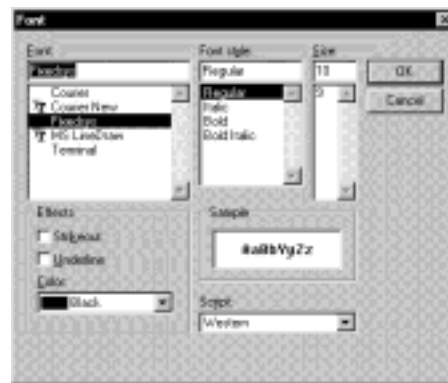 Font
Font:
Fixedsys
Courier
Courier New
Fixedsys
MS LineDraw
Terminal
Font style:
Regular
Regular
Italic
Bold
Bold Italic
Size:
10
9
OK
Cancel
Effects
Strikeout
Underline
Color:
Black
Sample
AaBbYyZz
Script:
Western